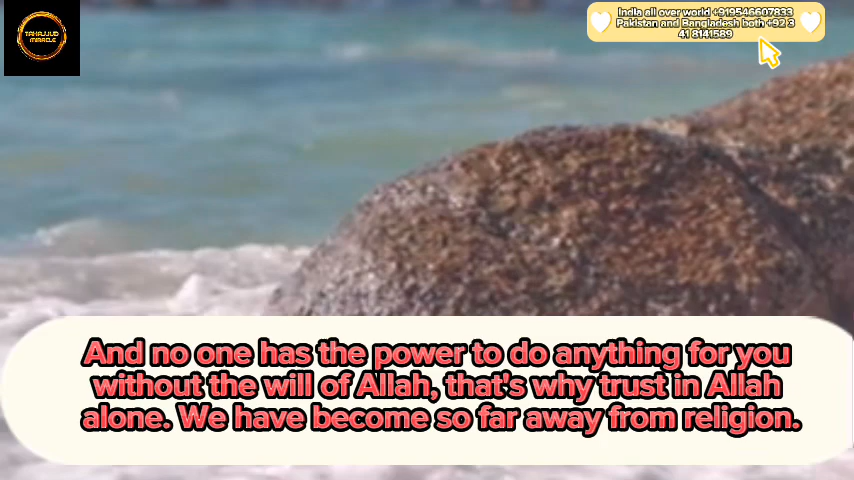 TAHAJJUD
MIRACLE
India all over world +919546607833
Pakistan and Bangladesh both +92 3
41 8141589
And no one has the power to do anything for you
without the will of Allah, that's why trust in Allah
alone. We have become so far away from religion.